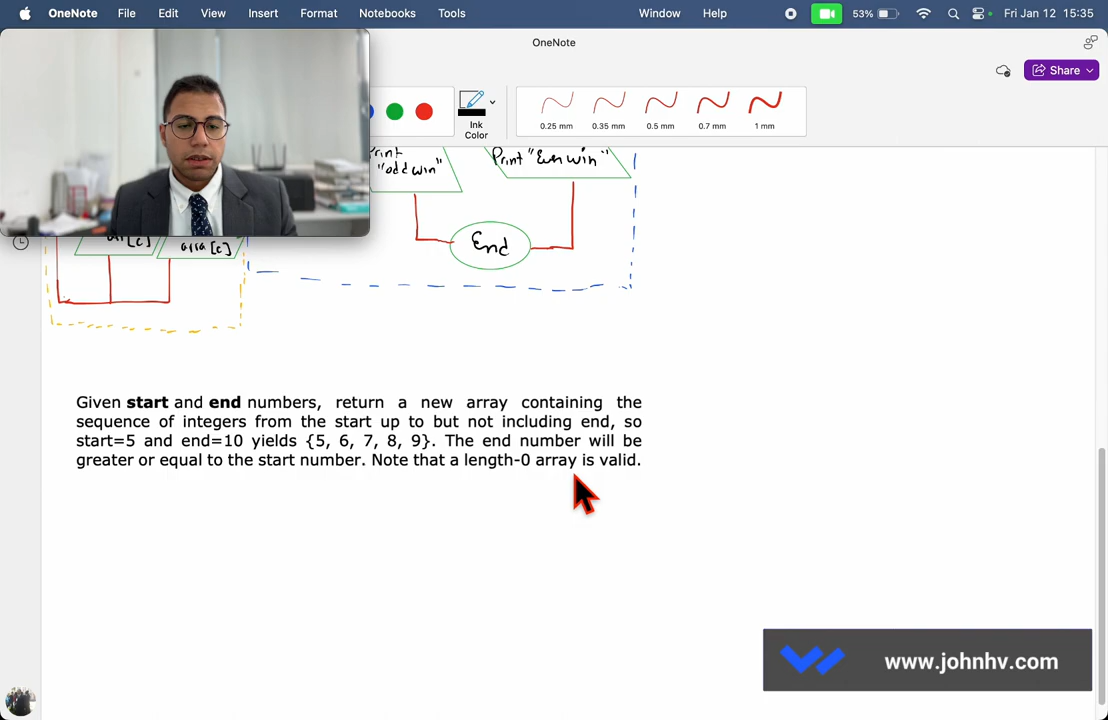 OneNote File Edit View Insert Format Notebooks Tools Window Help 53% Fri Jan 12 15:35
OneNote
Share
Ink
Color
0.25 mm 0.35 mm 0.5 mm 0.7 mm 1 mm
Print
"odd win"
Print "Even win"
End
arr[c]
arra[c]
Given start and end numbers, return a new array containing the
sequence of integers from the start up to but not including end, so
start=5 and end=10 yields {5, 6, 7, 8, 9}. The end number will be
greater or equal to the start number. Note that a length-0 array is valid.
www.johnhv.com